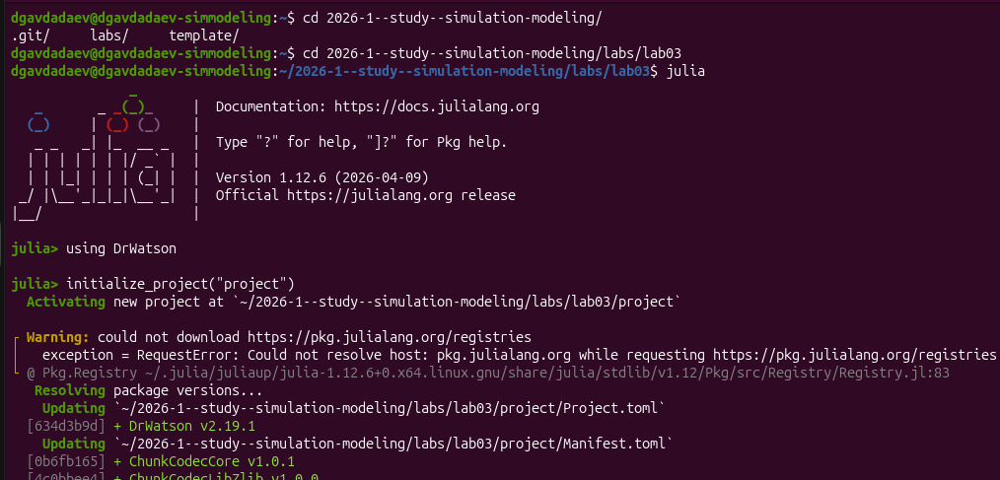 dgavdadaev@dgavdadaev-simmodeling:~$ cd 2026-1--study--simulation-modeling/
.git/     labs/     template/
dgavdadaev@dgavdadaev-simmodeling:~$ cd 2026-1--study--simulation-modeling/labs/lab03
dgavdadaev@dgavdadaev-simmodeling:~/2026-1--study--simulation-modeling/labs/lab03$ julia
               _
   _       _ _(_)_     |  Documentation: https://docs.julialang.org
  (_)     | (_) (_)    |
   _ _   _| |_  __ _   |  Type "?" for help, "]?" for Pkg help.
  | | | | | | |/ _` |  |
  | | |_| | | | (_| |  |  Version 1.12.6 (2026-04-09)
 _/ |\__'_|_|_|\__'_|  |  Official https://julialang.org release
|__/                   |
julia> using DrWatson
julia> initialize_project("project")
  Activating new project at `~/2026-1--study--simulation-modeling/labs/lab03/project`
┌ Warning: could not download https://pkg.julialang.org/registries
│   exception = RequestError: Could not resolve host: pkg.julialang.org while requesting https://pkg.julialang.org/registries
└ @ Pkg.Registry ~/.julia/juliaup/julia-1.12.6+0.x64.linux.gnu/share/julia/stdlib/v1.12/Pkg/src/Registry/Registry.jl:83
   Resolving package versions...
    Updating `~/2026-1--study--simulation-modeling/labs/lab03/project/Project.toml`
  [634d3b9d] + DrWatson v2.19.1
    Updating `~/2026-1--study--simulation-modeling/labs/lab03/project/Manifest.toml`
  [0b6fb165] + ChunkCodecCore v1.0.1
  [4c0bbee4] + ChunkCodecLibZlib v1.0.0